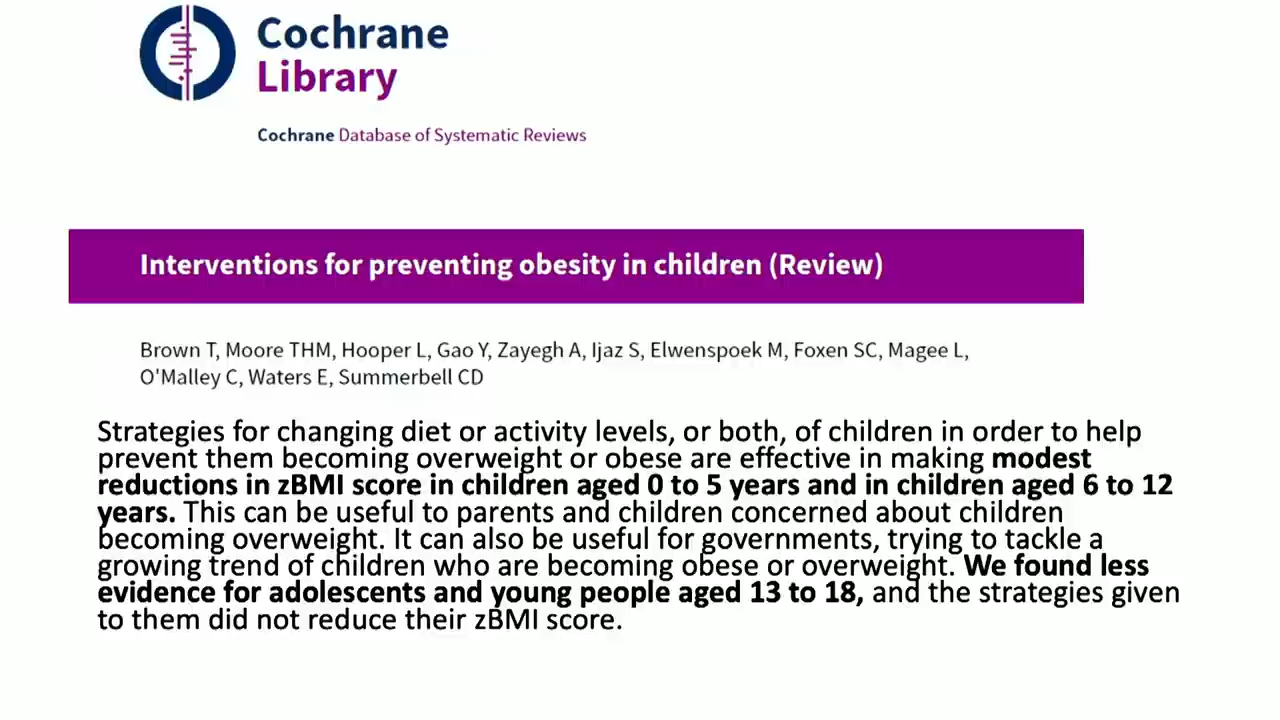 Cochrane
Library
Cochrane Database of Systematic Reviews
Interventions for preventing obesity in children (Review)
Brown T, Moore THM, Hooper L, Gao Y, Zayegh A, Ijaz S, Elwenspoek M, Foxen SC, Magee L,
O'Malley C, Waters E, Summerbell CD
Strategies for changing diet or activity levels, or both, of children in order to help
prevent them becoming overweight or obese are effective in making modest
reductions in zBMI score in children aged 0 to 5 years and in children aged 6 to 12
years. This can be useful to parents and children concerned about children
becoming overweight. It can also be useful for governments, trying to tackle a
growing trend of children who are becoming obese or overweight. We found less
evidence for adolescents and young people aged 13 to 18, and the strategies given
to them did not reduce their zBMI score.